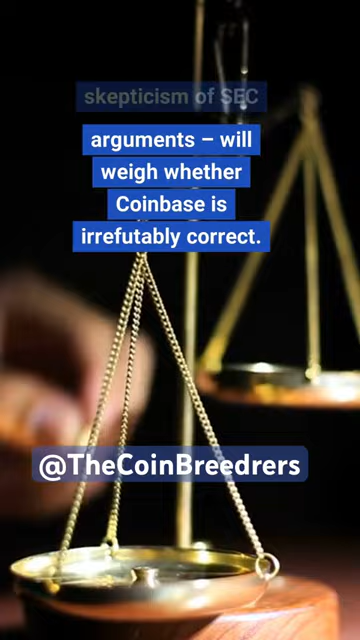 skepticism of SEC
arguments – will
weigh whether
Coinbase is
irrefutably correct.
@TheCoinBreedrers